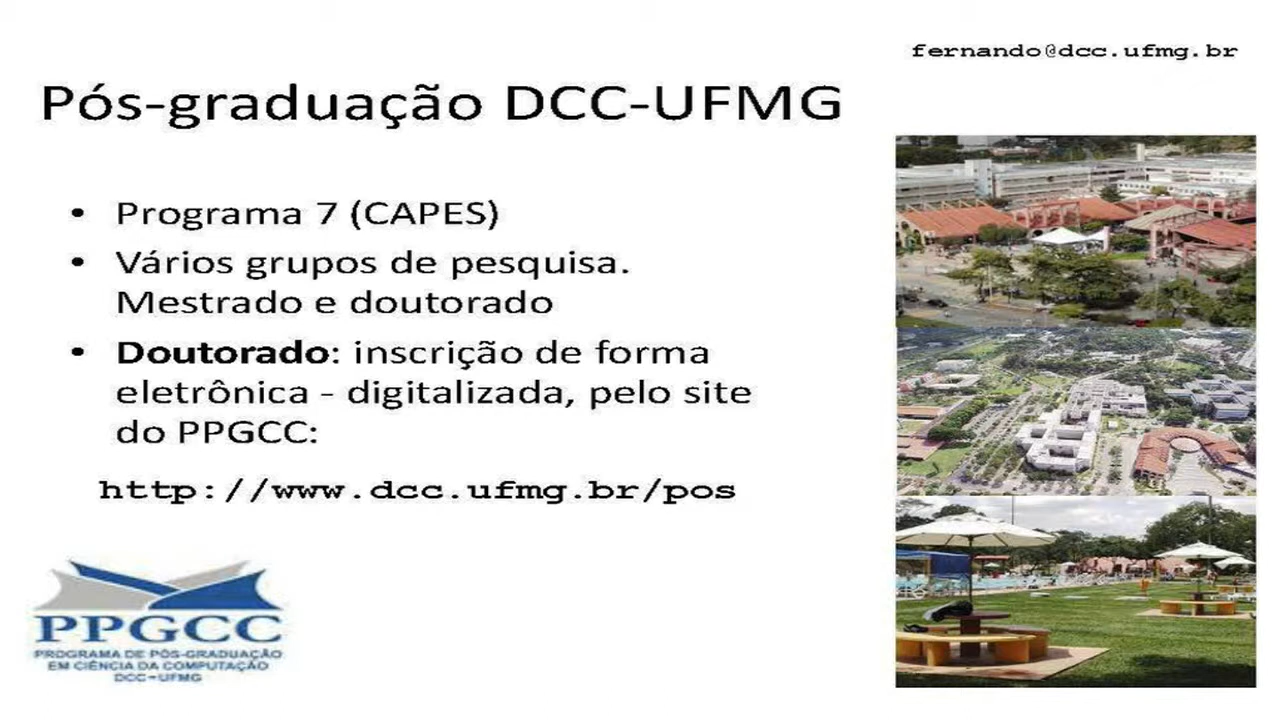 fernando@dcc.ufmg.br
Pós-graduação DCC-UFMG
• Programa 7 (CAPES)
• Vários grupos de pesquisa.
Mestrado e doutorado
• Doutorado: inscrição de forma
eletrônica - digitalizada, pelo site
do PPGCC:
http://www.dcc.ufmg.br/pos
PPGCC
PROGRAMA DE PÓS-GRADUAÇÃO
EM CIÊNCIA DA COMPUTAÇÃO
DCC-UFMG